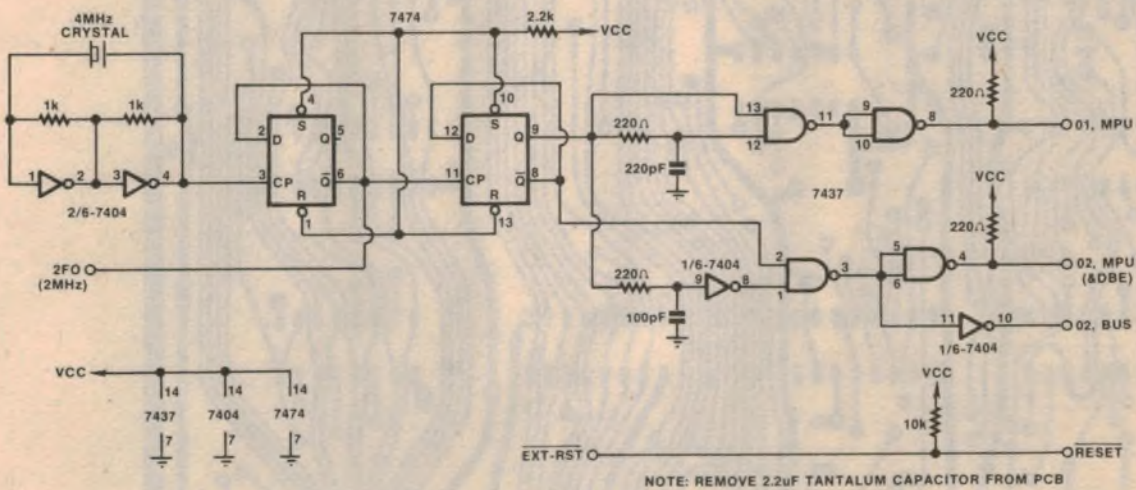 4MHz
CRYSTAL
7474
2.2k
VCC
1k
1k
1
2
3
4
2/6-7404
2FO
(2MHz)
4
S
2
D
Q
5
3
CP
Q̅
6
R
1
10
S
12
D
Q
9
11
CP
Q̅
8
R
13
220Ω
220pF
13
12
11
9
10
8
7437
VCC
220Ω
01, MPU
220Ω
100pF
1/6-7404
9
8
2
1
3
5
6
4
VCC
220Ω
02, MPU
(&DBE)
11
10
1/6-7404
02, BUS
VCC
14
14
14
7437
7404
7474
7
7
7
VCC
10k
EXT-RST
RESET
NOTE: REMOVE 2.2uF TANTALUM CAPACITOR FROM PCB